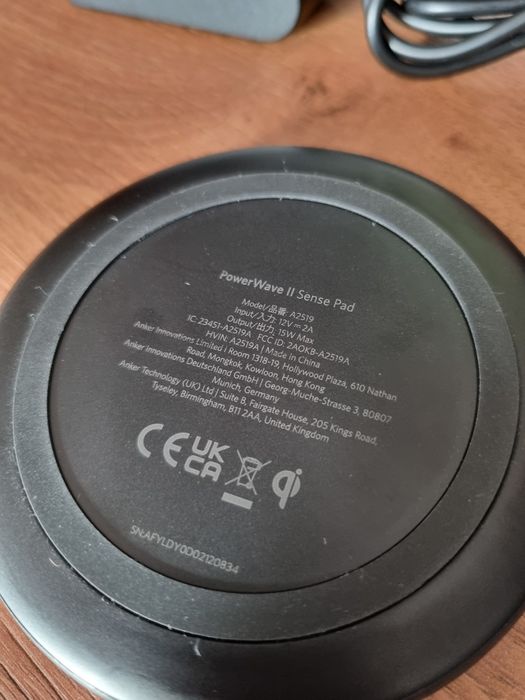 PowerWave II Sense Pad
Model/品番: A2519
Input/入力: 12V⎓2A
Output/出力: 15W Max
IC:23451-A2519A FCC ID: 2AOKB-A2519A
HVIN: A2519A | Made in China
Anker Innovations Limited | Room 1318-19, Hollywood Plaza, 610 Nathan
Road, Mongkok, Kowloon, Hong Kong
Anker Innovations Deutschland GmbH | Georg-Muche-Strasse 3, 80807
Munich, Germany
Anker Technology (UK) Ltd | Suite B, Fairgate House, 205 Kings Road,
Tyseley, Birmingham, B11 2AA, United Kingdom
CE UK CA qi
SN:AFYLDY0D02120834